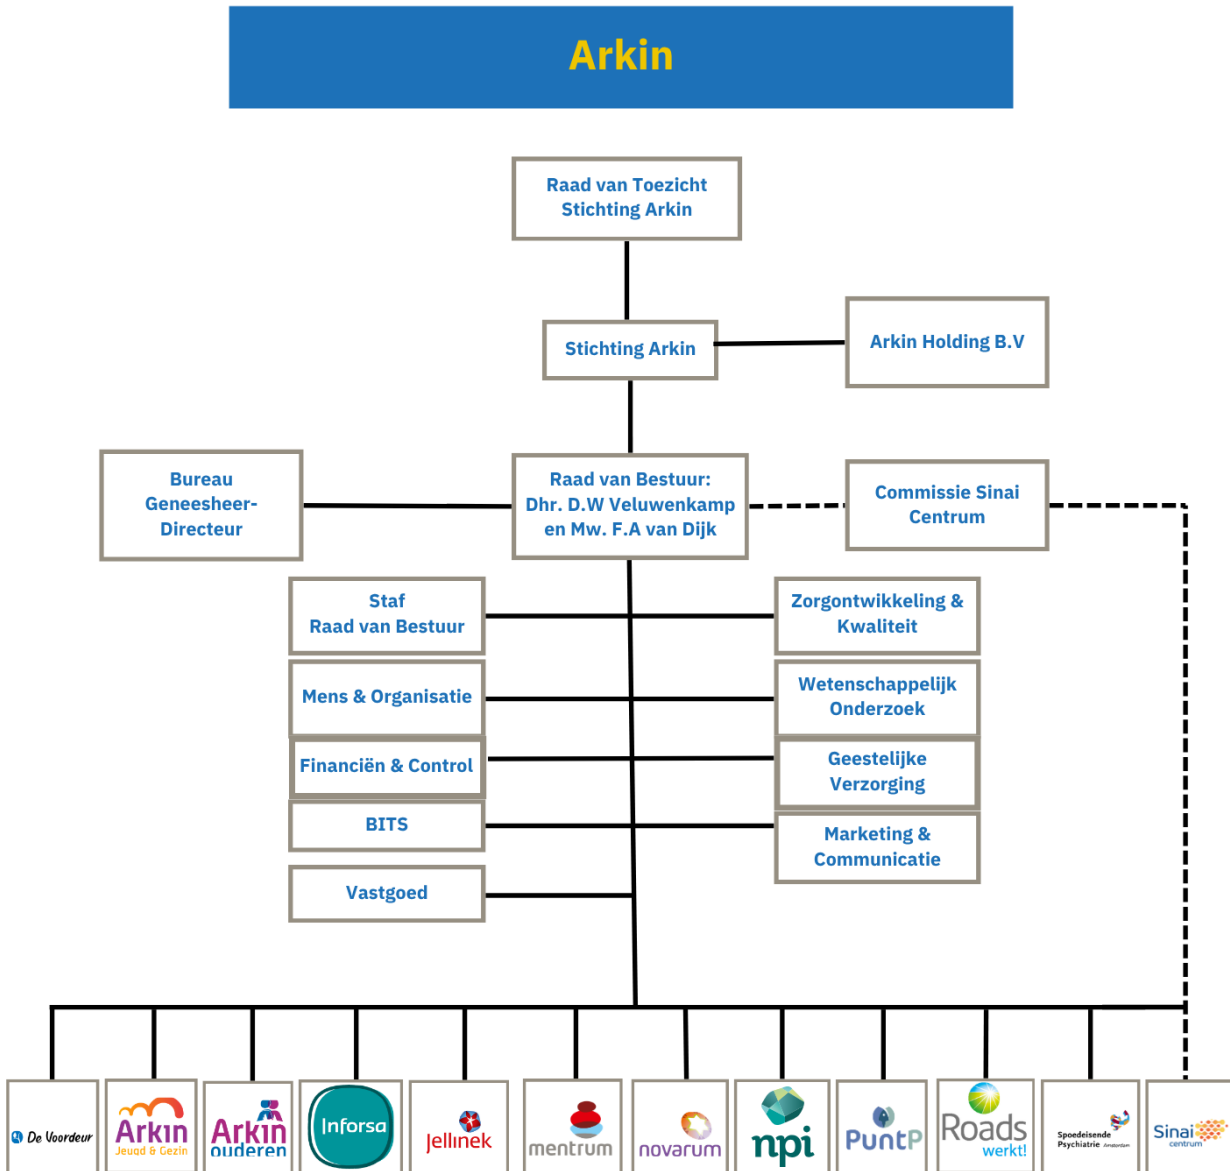 Arkin
Raad van Toezicht
Stichting Arkin
Stichting Arkin
Arkin Holding B.V
Bureau
Geneesheer-
Directeur
Raad van Bestuur:
Dhr. D.W Veluwenkamp
en Mw. F.A van Dijk
Commissie Sinai
Centrum
Staf
Raad van Bestuur
Zorgontwikkeling &
Kwaliteit
Mens & Organisatie
Wetenschappelijk
Onderzoek
Financiën & Control
Geestelijke
Verzorging
BITS
Marketing &
Communicatie
Vastgoed
De Voordeur
Arkin
Jeugd & Gezin
Arkin
ouderen
Inforsa
Jellinek
mentrum
novarum
npi
PuntP
Roads
werkt!
Spoedeisende
Psychiatrie Amsterdam
Sinai
centrum